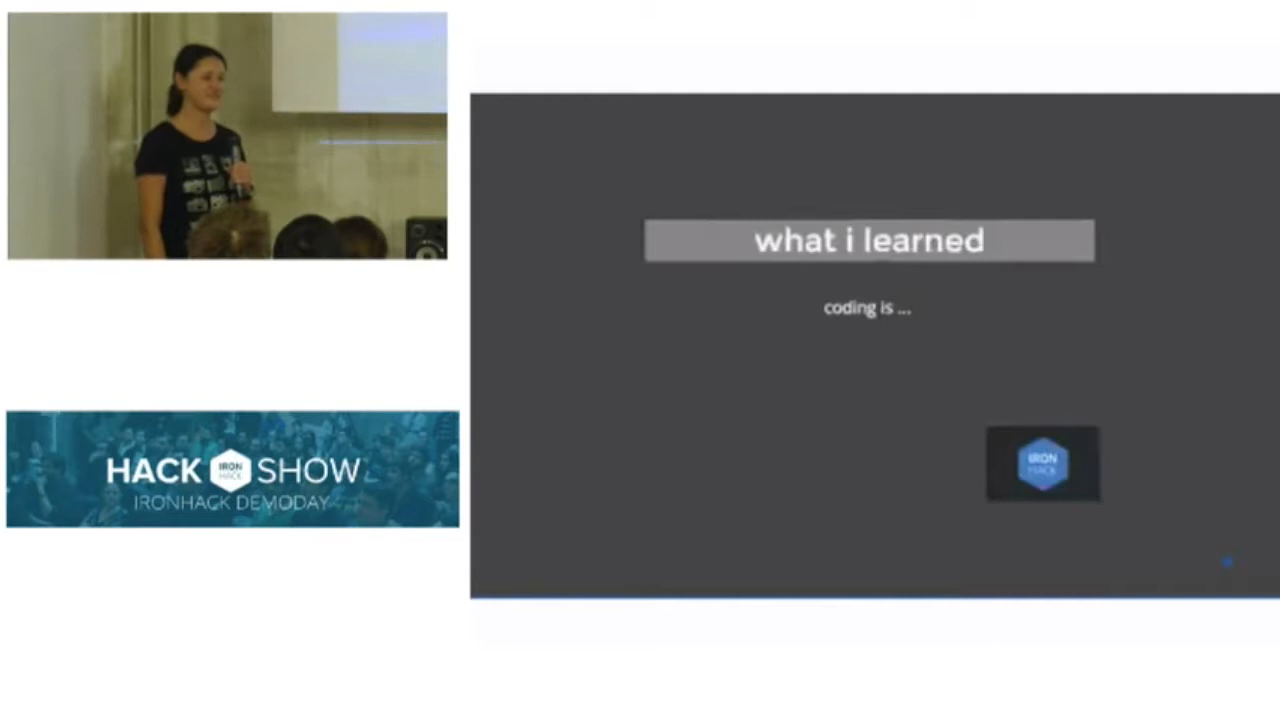 what i learned
coding is ...
IRON
HACK
HACK IRON HACK SHOW
IRONHACK DEMODAY